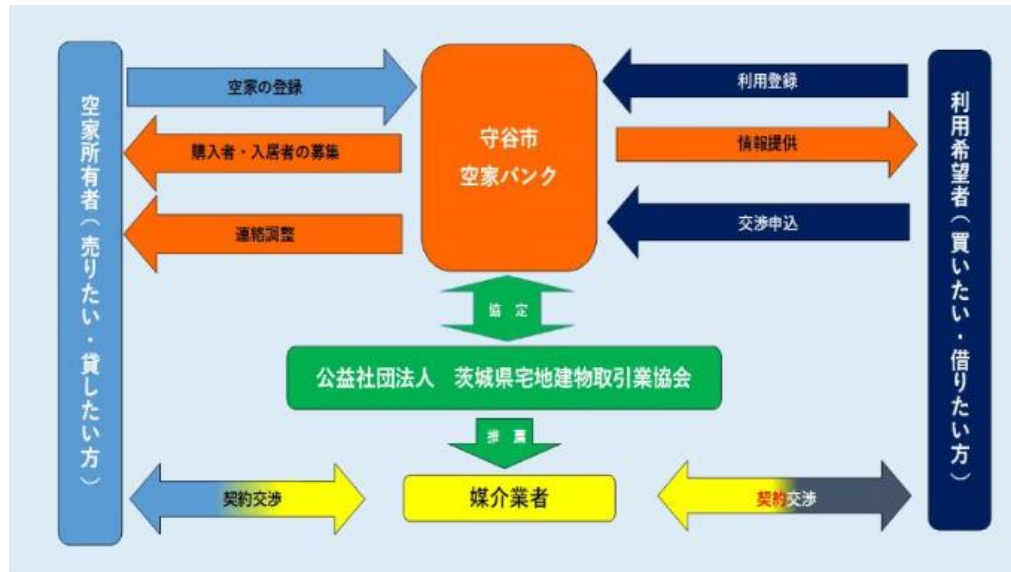 空家所有者（売りたい・貸したい方）
空家の登録
購入者・入居者の募集
連絡調整
守谷市
空家バンク
利用登録
情報提供
交渉申込
利用希望者（買いたい・借りたい方）
協　定
公益社団法人　茨城県宅地建物取引業協会
推　薦
契約交渉
媒介業者
契約交渉